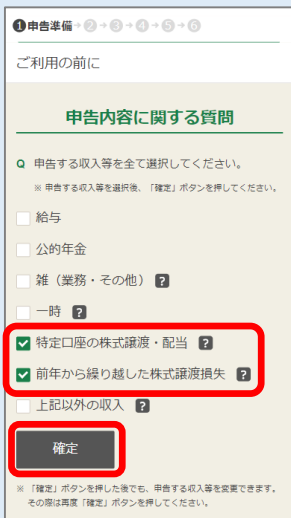 ❶申告準備→②→③→④→⑤→⑥
ご利用の前に
申告内容に関する質問
Q 申告する収入等を全て選択してください。
※ 申告する収入等を選択後、「確定」ボタンを押してください。
給与
公的年金
雑（業務・その他） ?
一時 ?
特定口座の株式譲渡・配当 ?
前年から繰り越した株式譲渡損失 ?
上記以外の収入 ?
確定
※ 「確定」ボタンを押した後でも、申告する収入等を変更できます。
その際は再度「確定」ボタンを押してください。